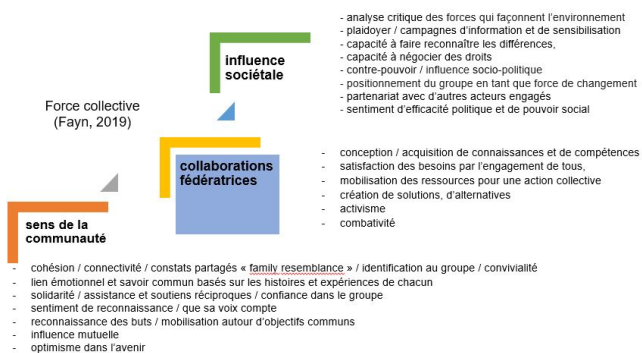 - analyse critique des forces qui façonnent l'environnement
- plaidoyer / campagnes d'information et de sensibilisation
- capacité à faire reconnaître les différences,
- capacité à négocier des droits
- contre-pouvoir / influence socio-politique
- positionnement du groupe en tant que force de changement
- partenariat avec d'autres acteurs engagés
- sentiment d'efficacité politique et de pouvoir social
influence
sociétale
Force collective
(Fayn, 2019)
- conception / acquisition de connaissances et de compétences
- satisfaction des besoins par l'engagement de tous,
- mobilisation des ressources pour une action collective
- création de solutions, d'alternatives
- activisme
- combativité
collaborations
fédératrices
sens de la
communauté
- cohésion / connectivité / constats partagés « family resemblance » / identification au groupe / convivialité
- lien émotionnel et savoir commun basés sur les histoires et expériences de chacun
- solidarité / assistance et soutiens réciproques / confiance dans le groupe
- sentiment de reconnaissance / que sa voix compte
- reconnaissance des buts / mobilisation autour d'objectifs communs
- influence mutuelle
- optimisme dans l'avenir